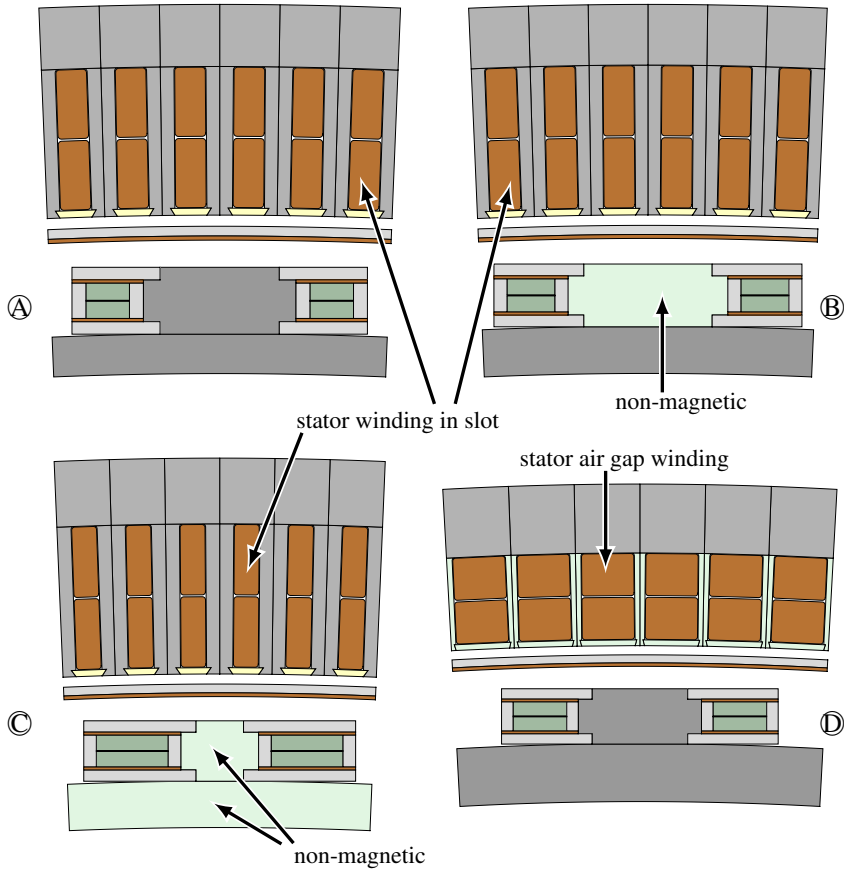 Ⓐ
Ⓑ
non-magnetic
stator winding in slot
stator air gap winding
Ⓒ
Ⓓ
non-magnetic